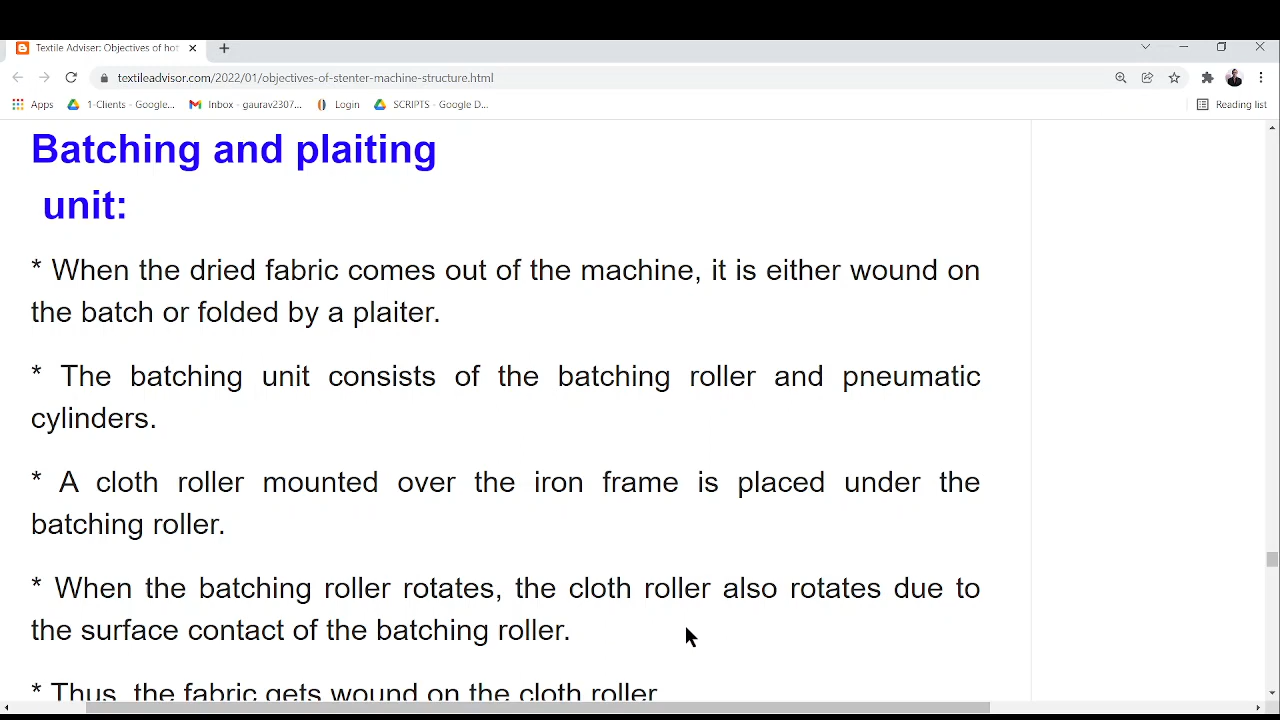 Textile Adviser: Objectives of hot
textileadvisor.com/2022/01/objectives-of-stenter-machine-structure.html
Apps 1-Clients - Google... Inbox - gaurav2307... Login SCRIPTS - Google D... Reading list
Batching and plaiting
unit:
* When the dried fabric comes out of the machine, it is either wound on
the batch or folded by a plaiter.
* The batching unit consists of the batching roller and pneumatic
cylinders.
* A cloth roller mounted over the iron frame is placed under the
batching roller.
* When the batching roller rotates, the cloth roller also rotates due to
the surface contact of the batching roller.
* Thus, the fabric gets wound on the cloth roller